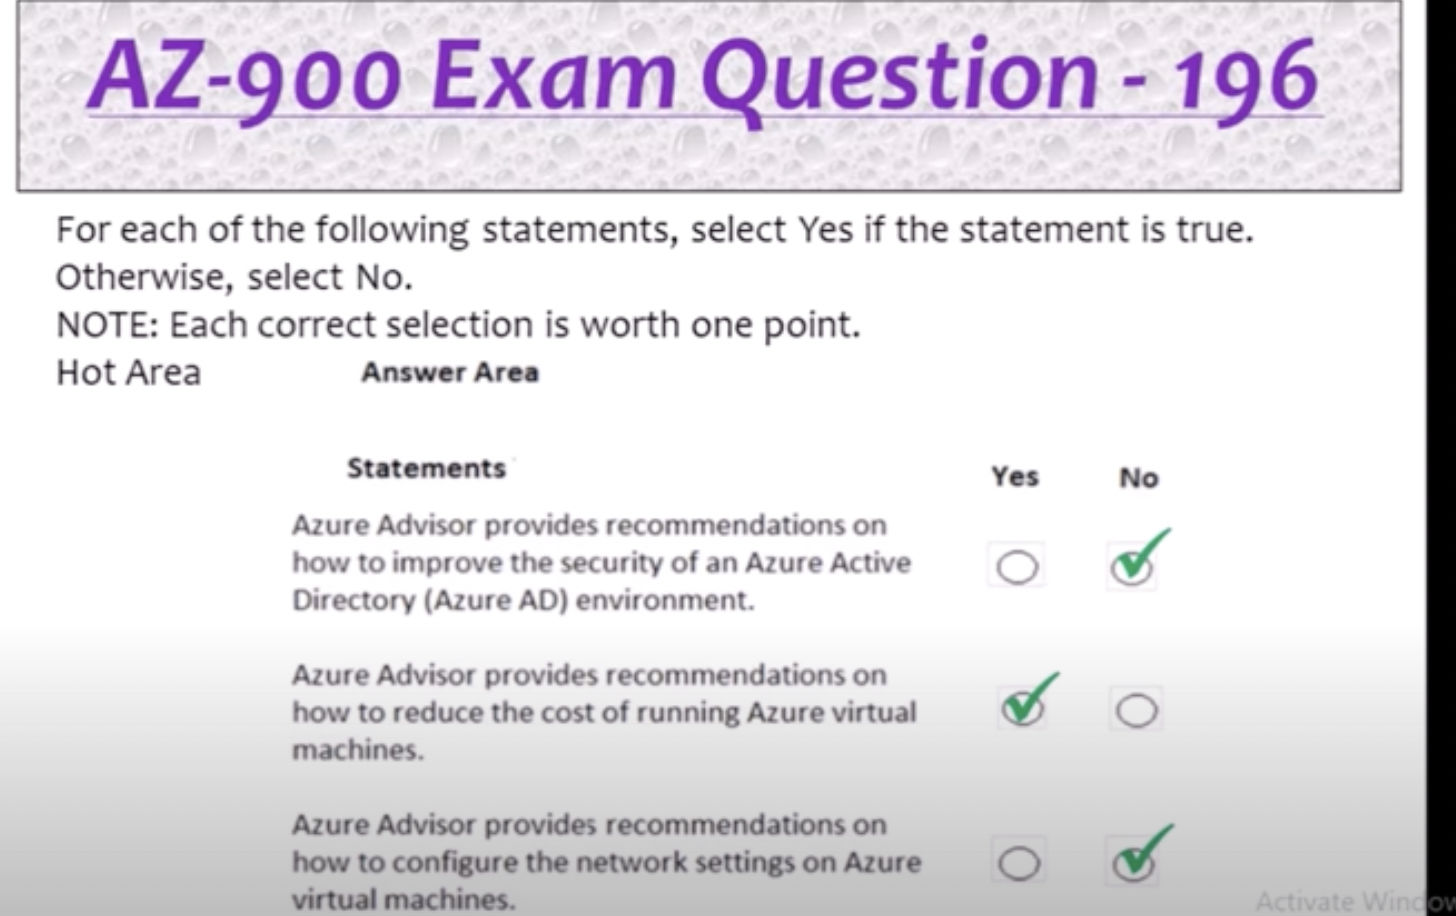 AZ-900 Exam Question - 196
For each of the following statements, select Yes if the statement is true.
Otherwise, select No.
NOTE: Each correct selection is worth one point.
Hot Area Answer Area
Statements Yes No
Azure Advisor provides recommendations on
how to improve the security of an Azure Active
Directory (Azure AD) environment.
Azure Advisor provides recommendations on
how to reduce the cost of running Azure virtual
machines.
Azure Advisor provides recommendations on
how to configure the network settings on Azure
virtual machines.
Activate Window